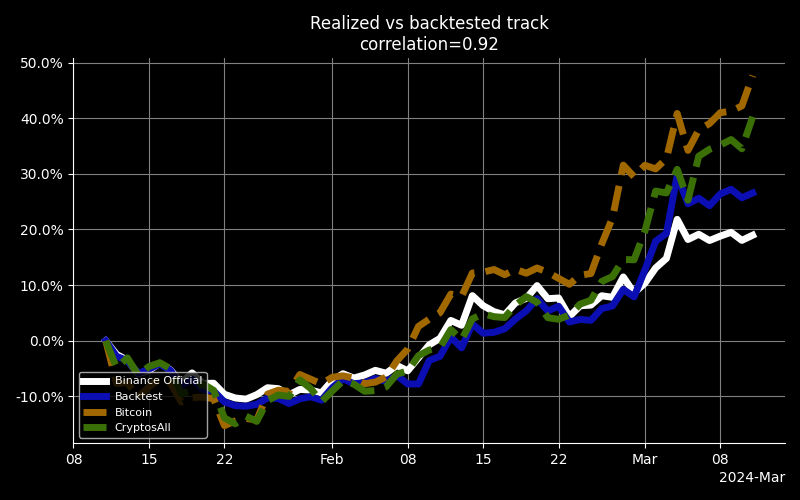 Realized vs backtested track
correlation=0.92
50.0%
40.0%
30.0%
20.0%
10.0%
0.0%
-10.0%
Binance Official
Backtest
Bitcoin
CryptosAll
08 15 22 Feb 08 15 22 Mar 08
2024-Mar